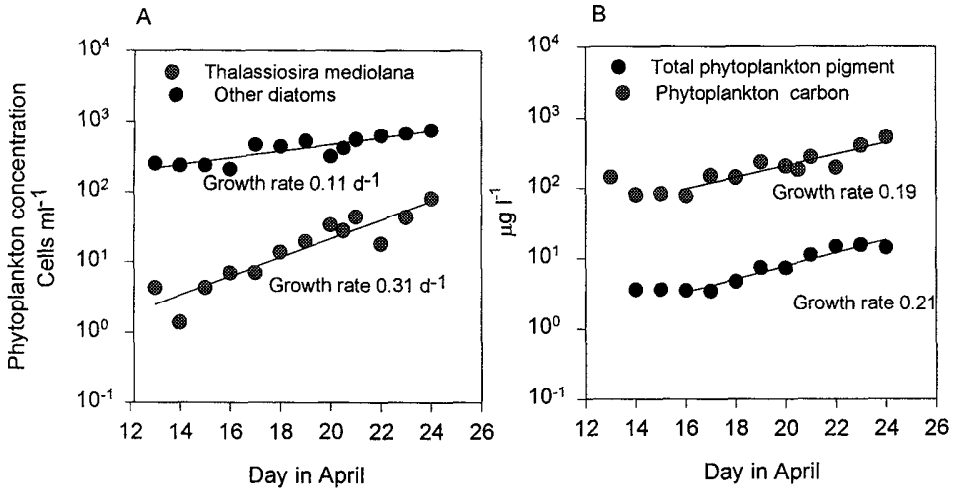 A
Phytoplankton concentration
Cells ml-1
10^4
10^3
10^2
10^1
10^0
10^-1
Thalassiosira mediolana
Other diatoms
Growth rate 0.11 d-1
Growth rate 0.31 d-1
12 14 16 18 20 22 24 26
Day in April
B
µg l-1
10^4
10^3
10^2
10^1
10^0
10^-1
Total phytoplankton pigment
Phytoplankton carbon
Growth rate 0.19
Growth rate 0.21
12 14 16 18 20 22 24 26
Day in April